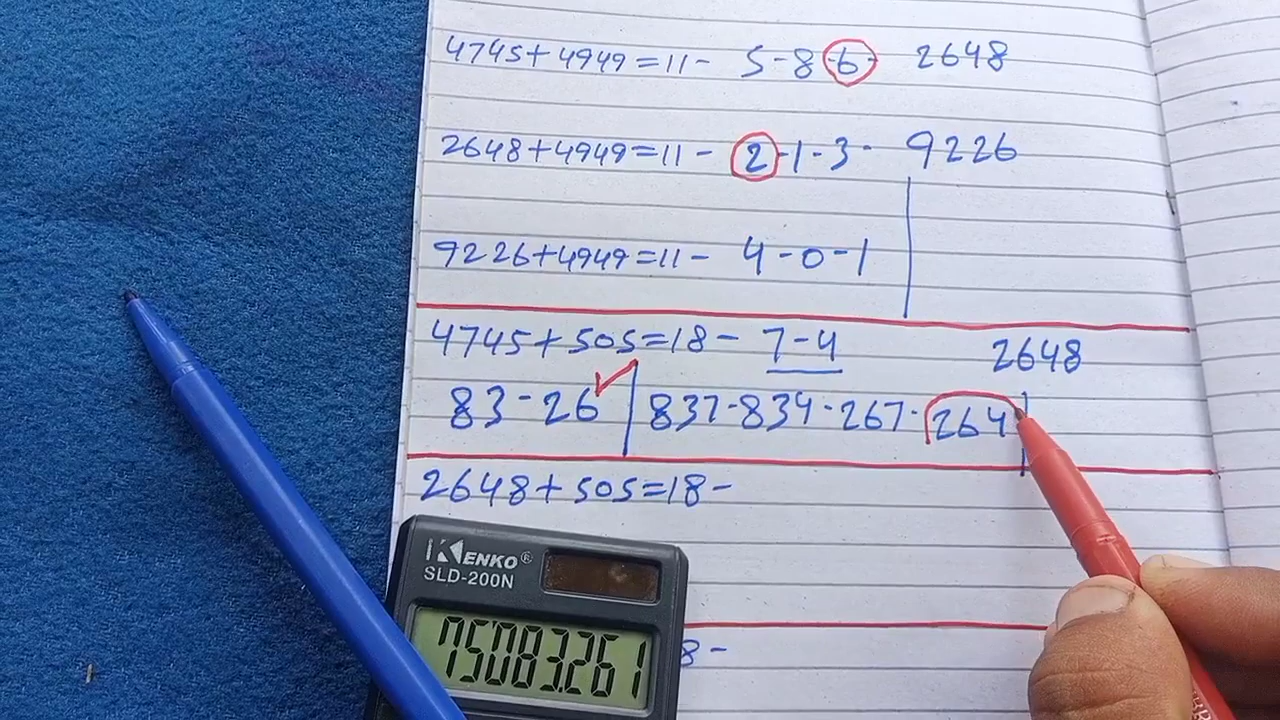 4745+4949=11- 5-8-6- 2648
2648+4949=11- 2-1-3- 9226
9226+4949=11- 4-0-1
4745+505=18- 7-4 2648
83-26 837-834-267-264
2648+505=18-
KENKO®
SLD-200N
75083.261
8-